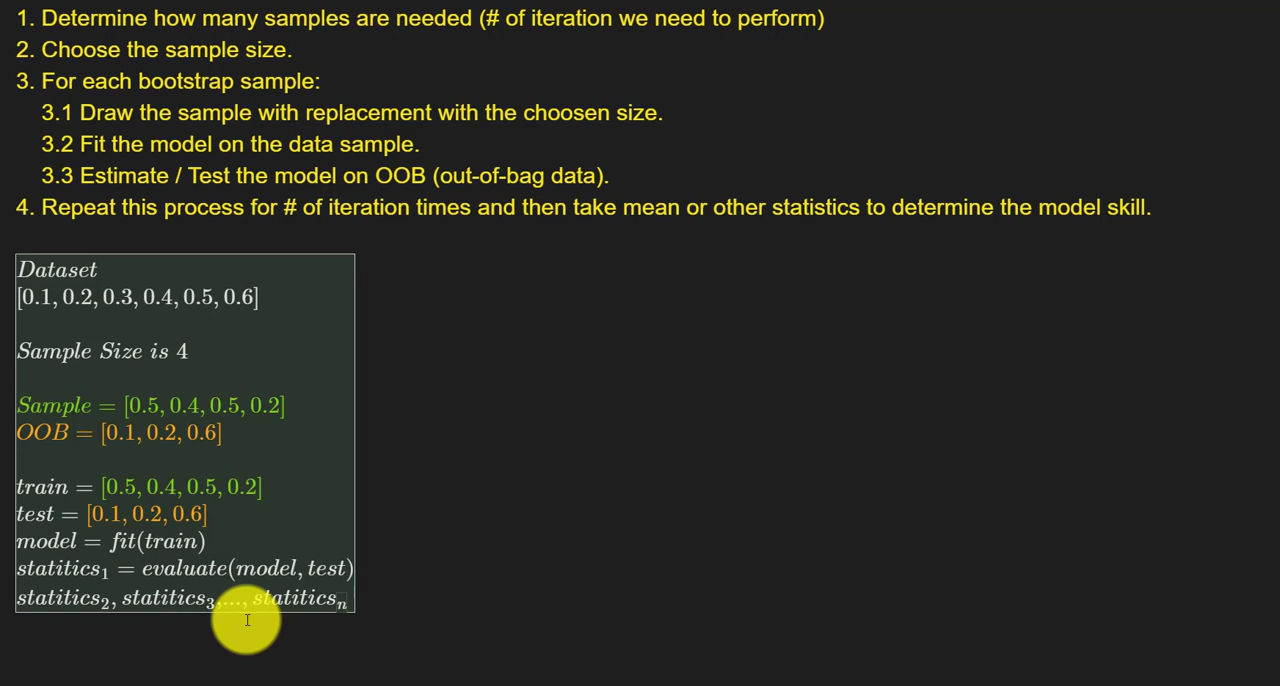 1. Determine how many samples are needed (# of iteration we need to perform)
2. Choose the sample size.
3. For each bootstrap sample:
3.1 Draw the sample with replacement with the choosen size.
3.2 Fit the model on the data sample.
3.3 Estimate / Test the model on OOB (out-of-bag data).
4. Repeat this process for # of iteration times and then take mean or other statistics to determine the model skill.
Dataset
[0.1, 0.2, 0.3, 0.4, 0.5, 0.6]
Sample Size is 4
Sample = [0.5, 0.4, 0.5, 0.2]
OOB = [0.1, 0.2, 0.6]
train = [0.5, 0.4, 0.5, 0.2]
test = [0.1, 0.2, 0.6]
model = fit(train)
statitics₁ = evaluate(model, test)
statitics₂, statitics₃, ..., statiticsₙ